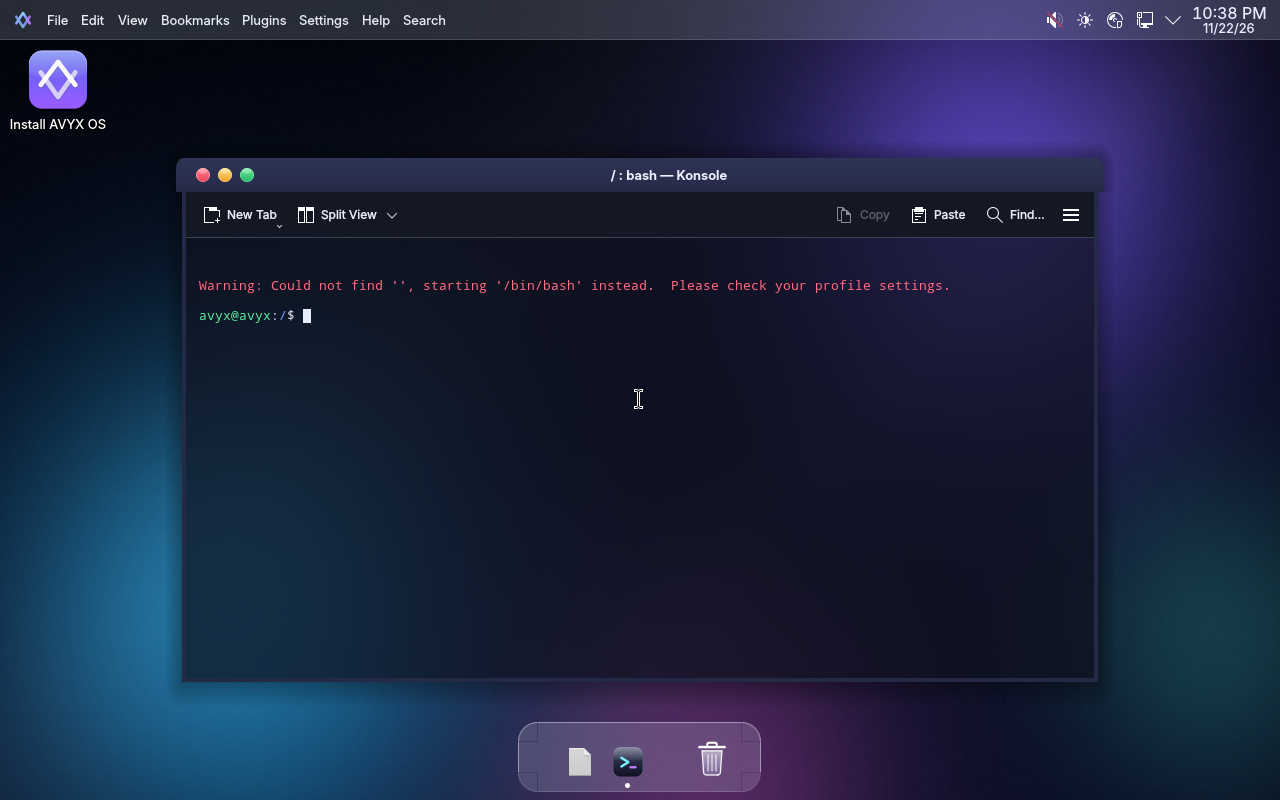 File Edit View Bookmarks Plugins Settings Help Search
10:38 PM
11/22/26
Install AVYX OS
/ : bash — Konsole
New Tab Split View Copy Paste Find...
Warning: Could not find '', starting '/bin/bash' instead.  Please check your profile settings.
avyx@avyx:/$